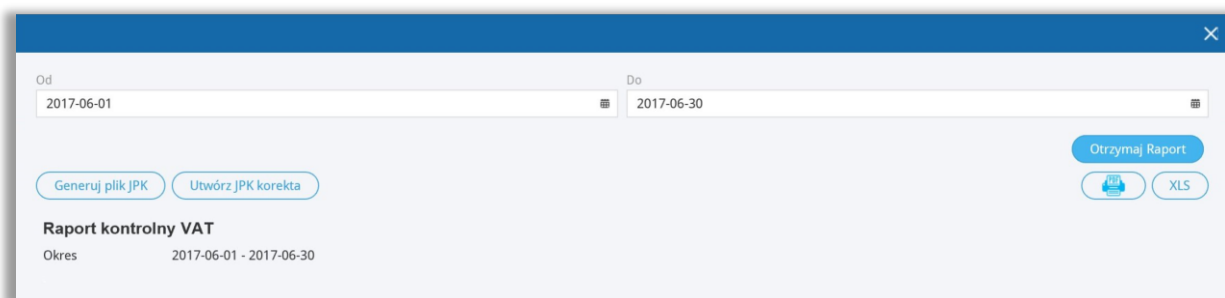 Od
Do
2017-06-01
2017-06-30
Otrzymaj Raport
Generuj plik JPK
Utwórz JPK korekta
XLS
Raport kontrolny VAT
Okres 2017-06-01 - 2017-06-30